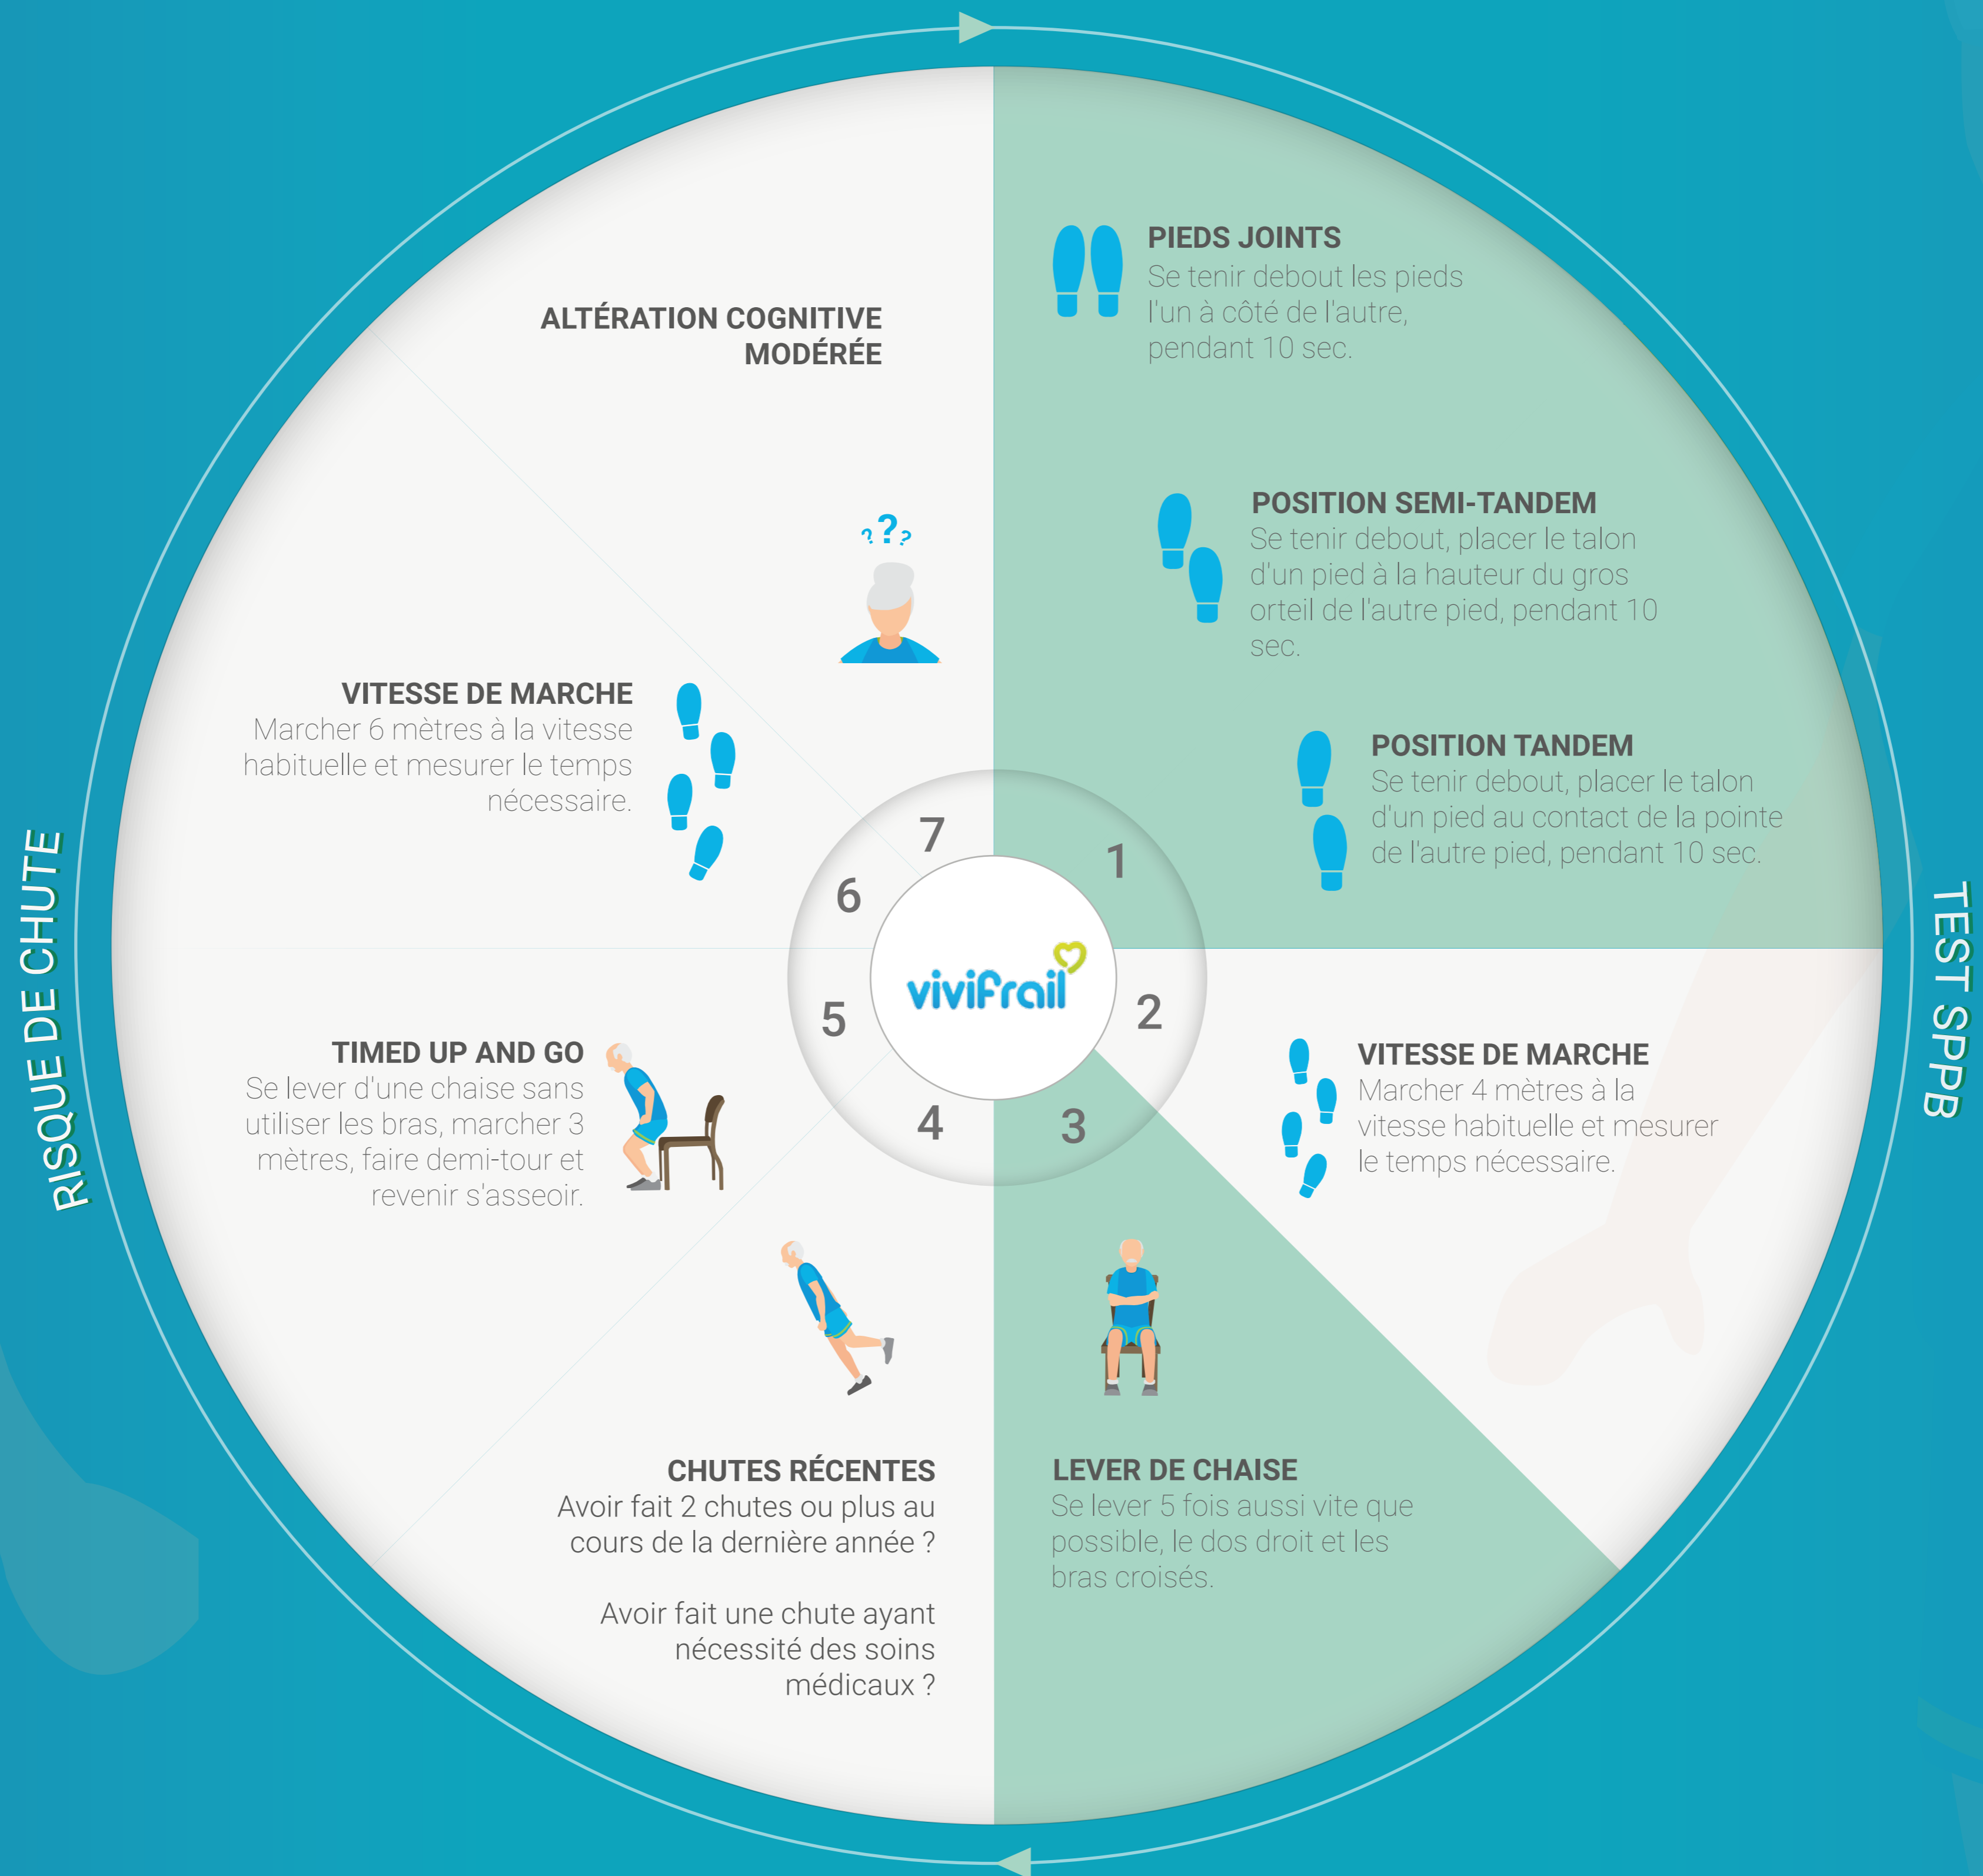 PIEDS JOINTS
Se tenir debout les pieds
l'un à côté de l'autre,
pendant 10 sec.
POSITION SEMI-TANDEM
Se tenir debout, placer le talon
d'un pied à la hauteur du gros
orteil de l'autre pied, pendant 10
sec.
POSITION TANDEM
Se tenir debout, placer le talon
d'un pied au contact de la pointe
de l'autre pied, pendant 10 sec.
1
TEST SPPB
2
VITESSE DE MARCHE
Marcher 4 mètres à la
vitesse habituelle et mesurer
le temps nécessaire.
3
LEVER DE CHAISE
Se lever 5 fois aussi vite que
possible, le dos droit et les
bras croisés.
4
CHUTES RÉCENTES
Avoir fait 2 chutes ou plus au
cours de la dernière année ?
Avoir fait une chute ayant
nécessité des soins
médicaux ?
5
TIMED UP AND GO
Se lever d'une chaise sans
utiliser les bras, marcher 3
mètres, faire demi-tour et
revenir s'asseoir.
RISQUE DE CHUTE
6
VITESSE DE MARCHE
Marcher 6 mètres à la vitesse
habituelle et mesurer le temps
nécessaire.
7
ALTÉRATION COGNITIVE
MODÉRÉE
???
vivifrail